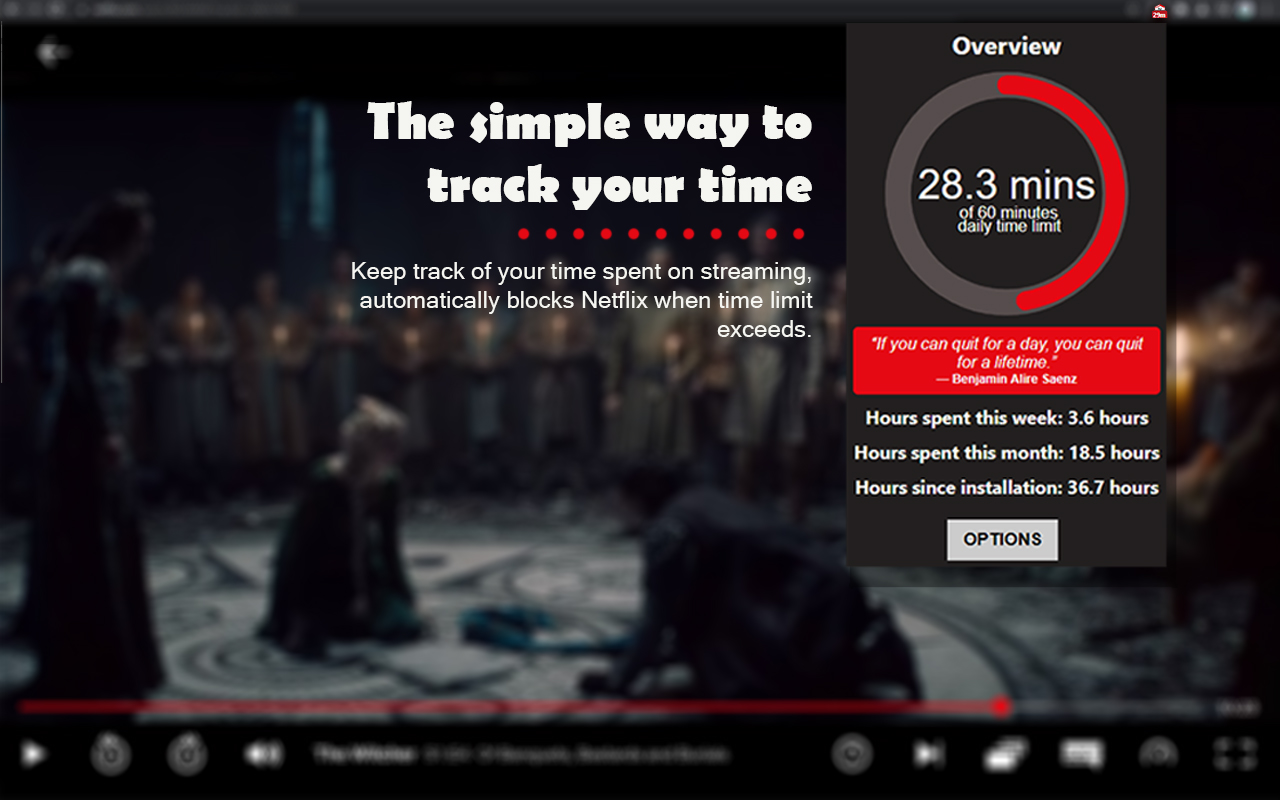 29m
Overview
The simple way to
track your time
Keep track of your time spent on streaming,
automatically blocks Netflix when time limit
exceeds.
28.3 mins
of 60 minutes
daily time limit
"If you can quit for a day, you can quit
for a lifetime."
— Benjamin Alire Saenz
Hours spent this week: 3.6 hours
Hours spent this month: 18.5 hours
Hours since installation: 36.7 hours
OPTIONS
The Witcher